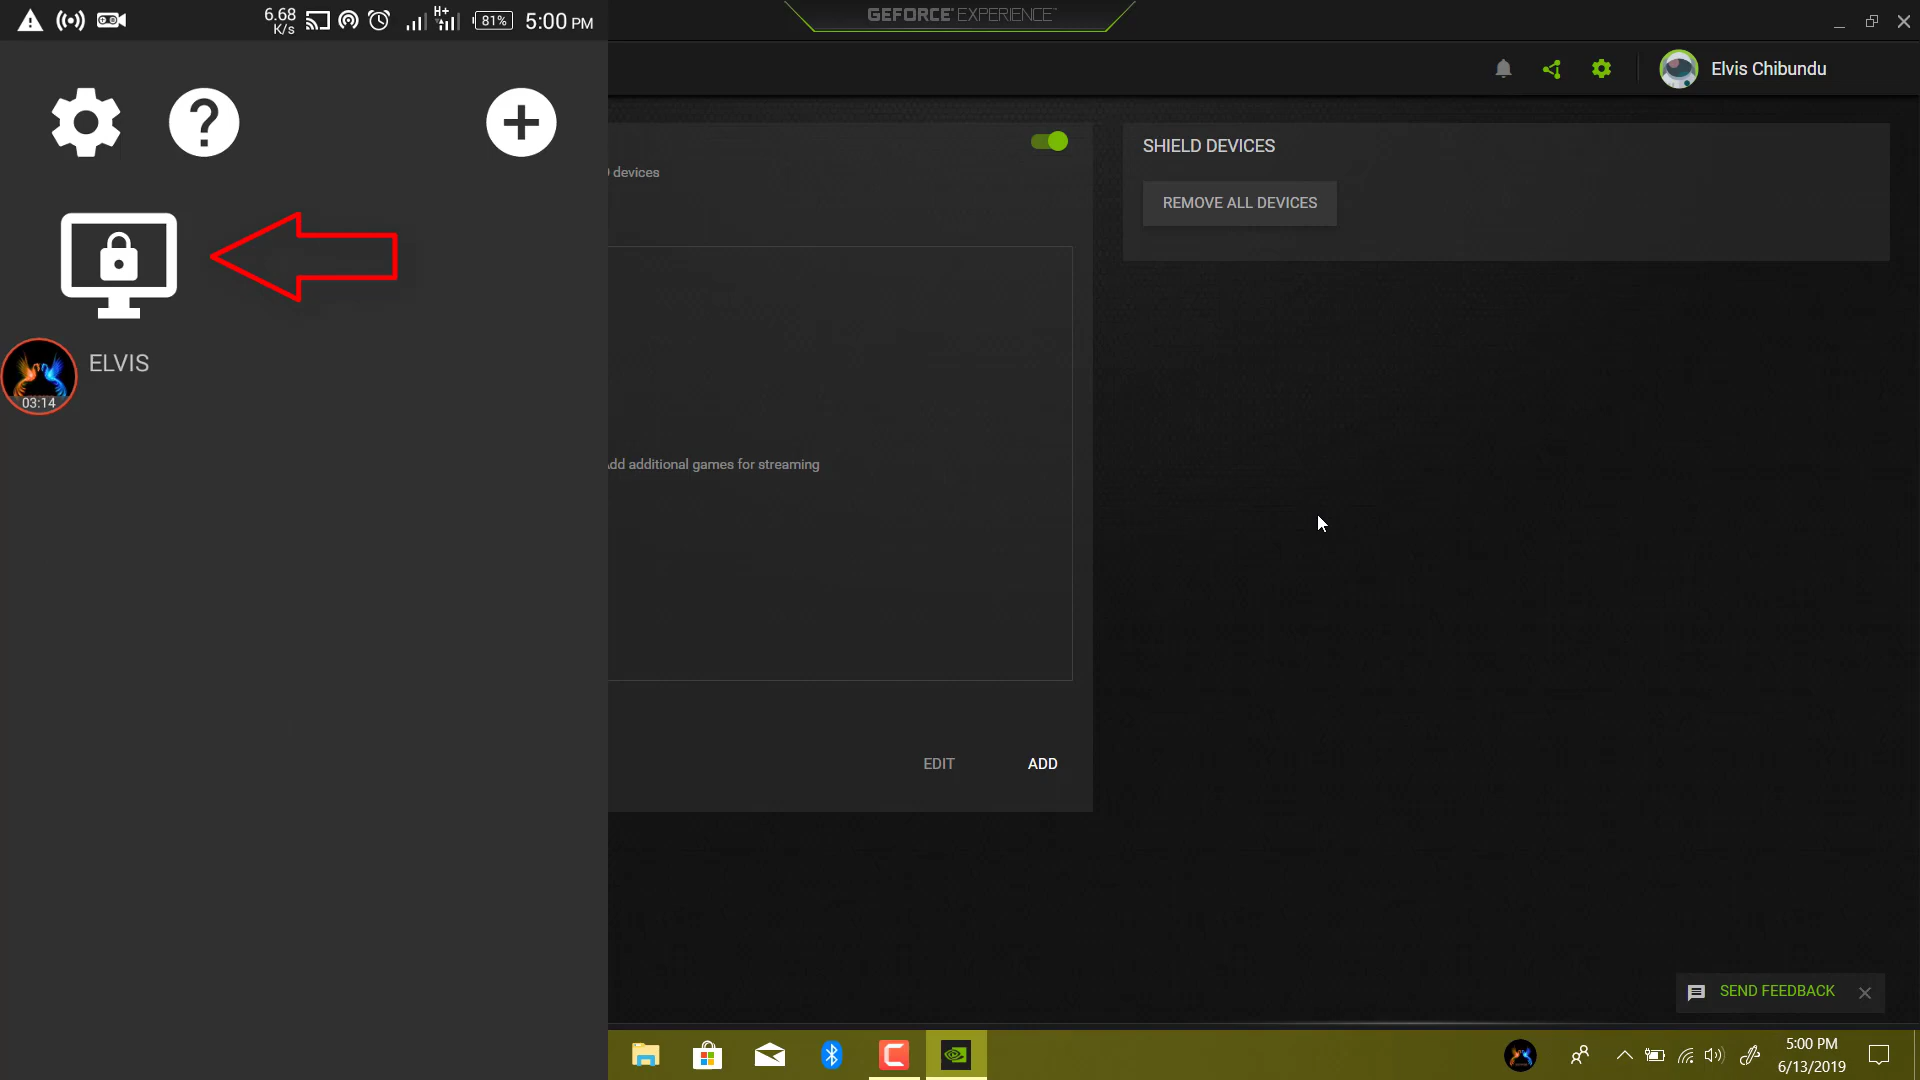 6.68
K/s
H+
81%
5:00 PM
ELVIS
03:14
GEFORCE EXPERIENCE
Elvis Chibundu
devices
SHIELD DEVICES
REMOVE ALL DEVICES
dd additional games for streaming
EDIT
ADD
SEND FEEDBACK
5:00 PM
6/13/2019